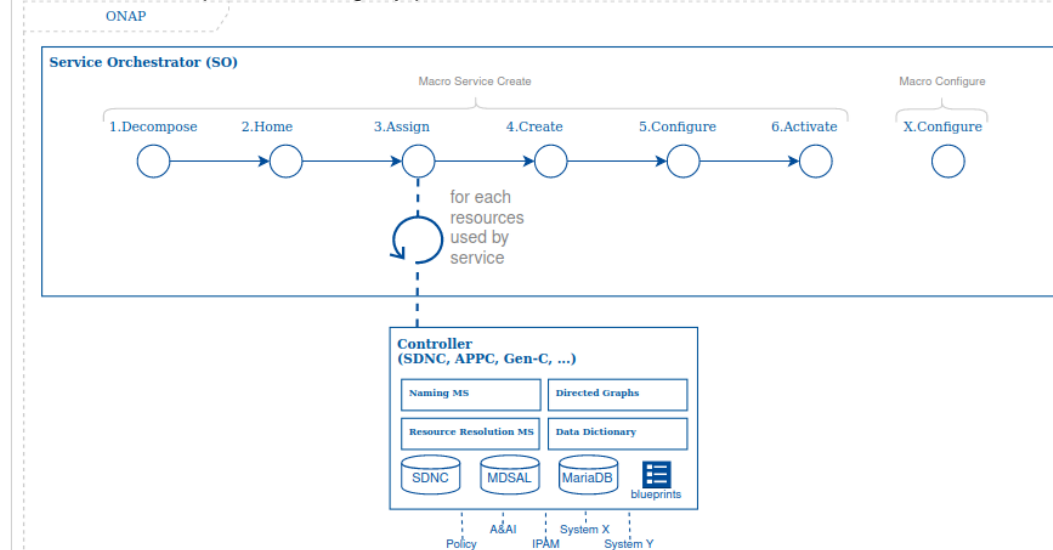 ONAP
Service Orchestrator (SO)
Macro Service Create
Macro Configure
1.Decompose
2.Home
3.Assign
4.Create
5.Configure
6.Activate
X.Configure
for each
resources
used by
service
Controller
(SDNC, APPC, Gen-C, ...)
Naming MS
Directed Graphs
Resource Resolution MS
Data Dictionary
SDNC
MDSAL
MariaDB
blueprints
A&AI
System X
Policy
IPAM
System Y